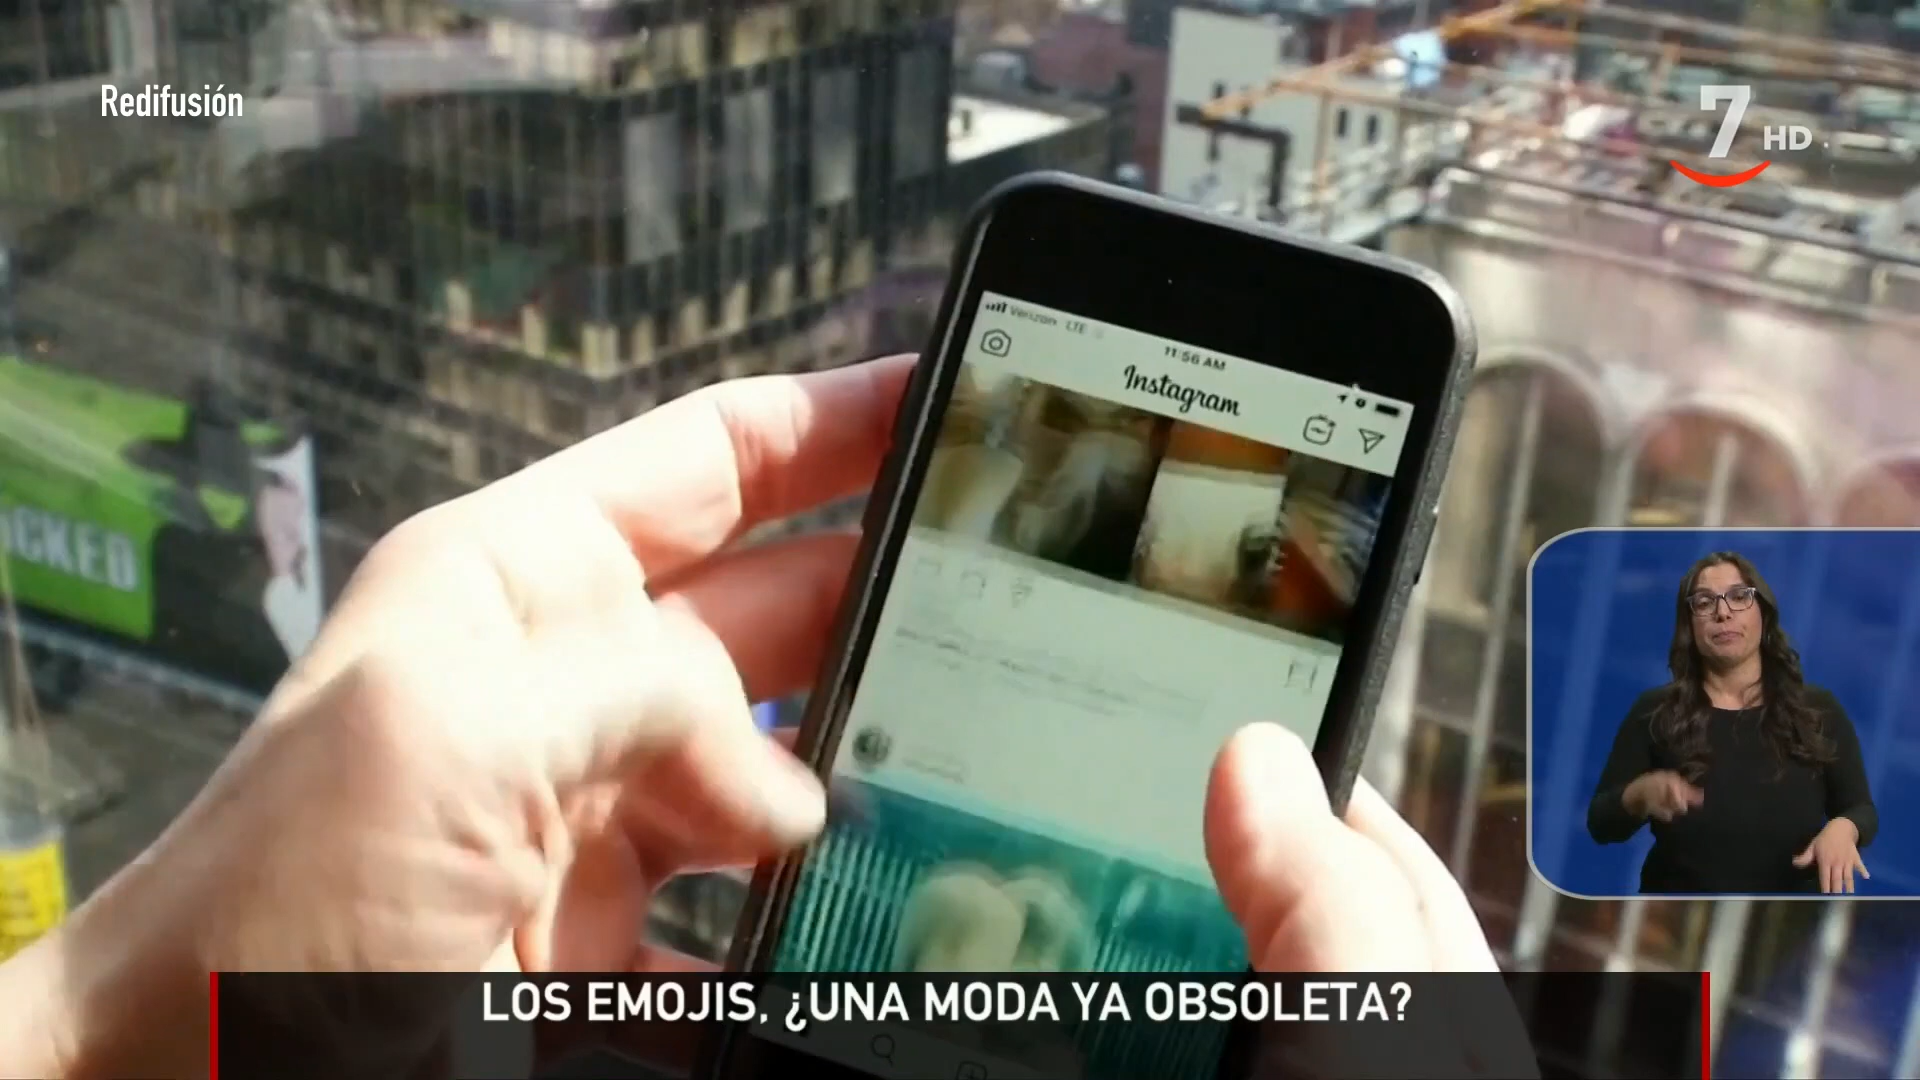 Redifusión
7 HD
Verizon LTE
11:56 AM
Instagram
CKED
LOS EMOJIS, ¿UNA MODA YA OBSOLETA?